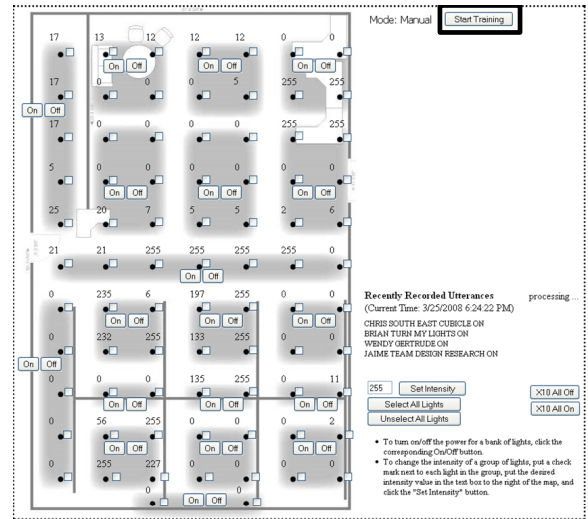 Mode: Manual Start Training
17 13 12 12 12 0 0
On Off On Off On Off
17 0 0 0 5 255 255
On Off
17 0 0 0 0 255 255
5 0 0 0 0 0 0
On Off On Off On Off
25 20 7 5 5 2 6
21 21 255 255 255 255 0
On Off
0 235 6 197 255 0 0
On Off On Off On Off
0 232 255 133 255 0 0
On Off
0 0 0 135 255 0 11
On Off On Off On Off
0 56 255 0 0 0 2
On Off On Off On Off
0 255 227 0 0 0 0
0 0
On Off
Recently Recorded Utterances processing ...
(Current Time: 3/25/2008 6:24:22 PM)
CHRIS SOUTH EAST CUBICLE ON
BRIAN TURN MY LIGHTS ON
WENDY GERTRUDE ON
JAIME TEAM DESIGN RESEARCH ON
255 Set Intensity
Select All Lights
Unselect All Lights
X10 All Off
X10 All On
• To turn on/off the power for a bank of lights, click the
corresponding On/Off button.
• To change the intensity of a group of lights, put a check
mark next to each light in the group, put the desired
intensity value in the text box to the right of the map, and
click the "Set Intensity" button.